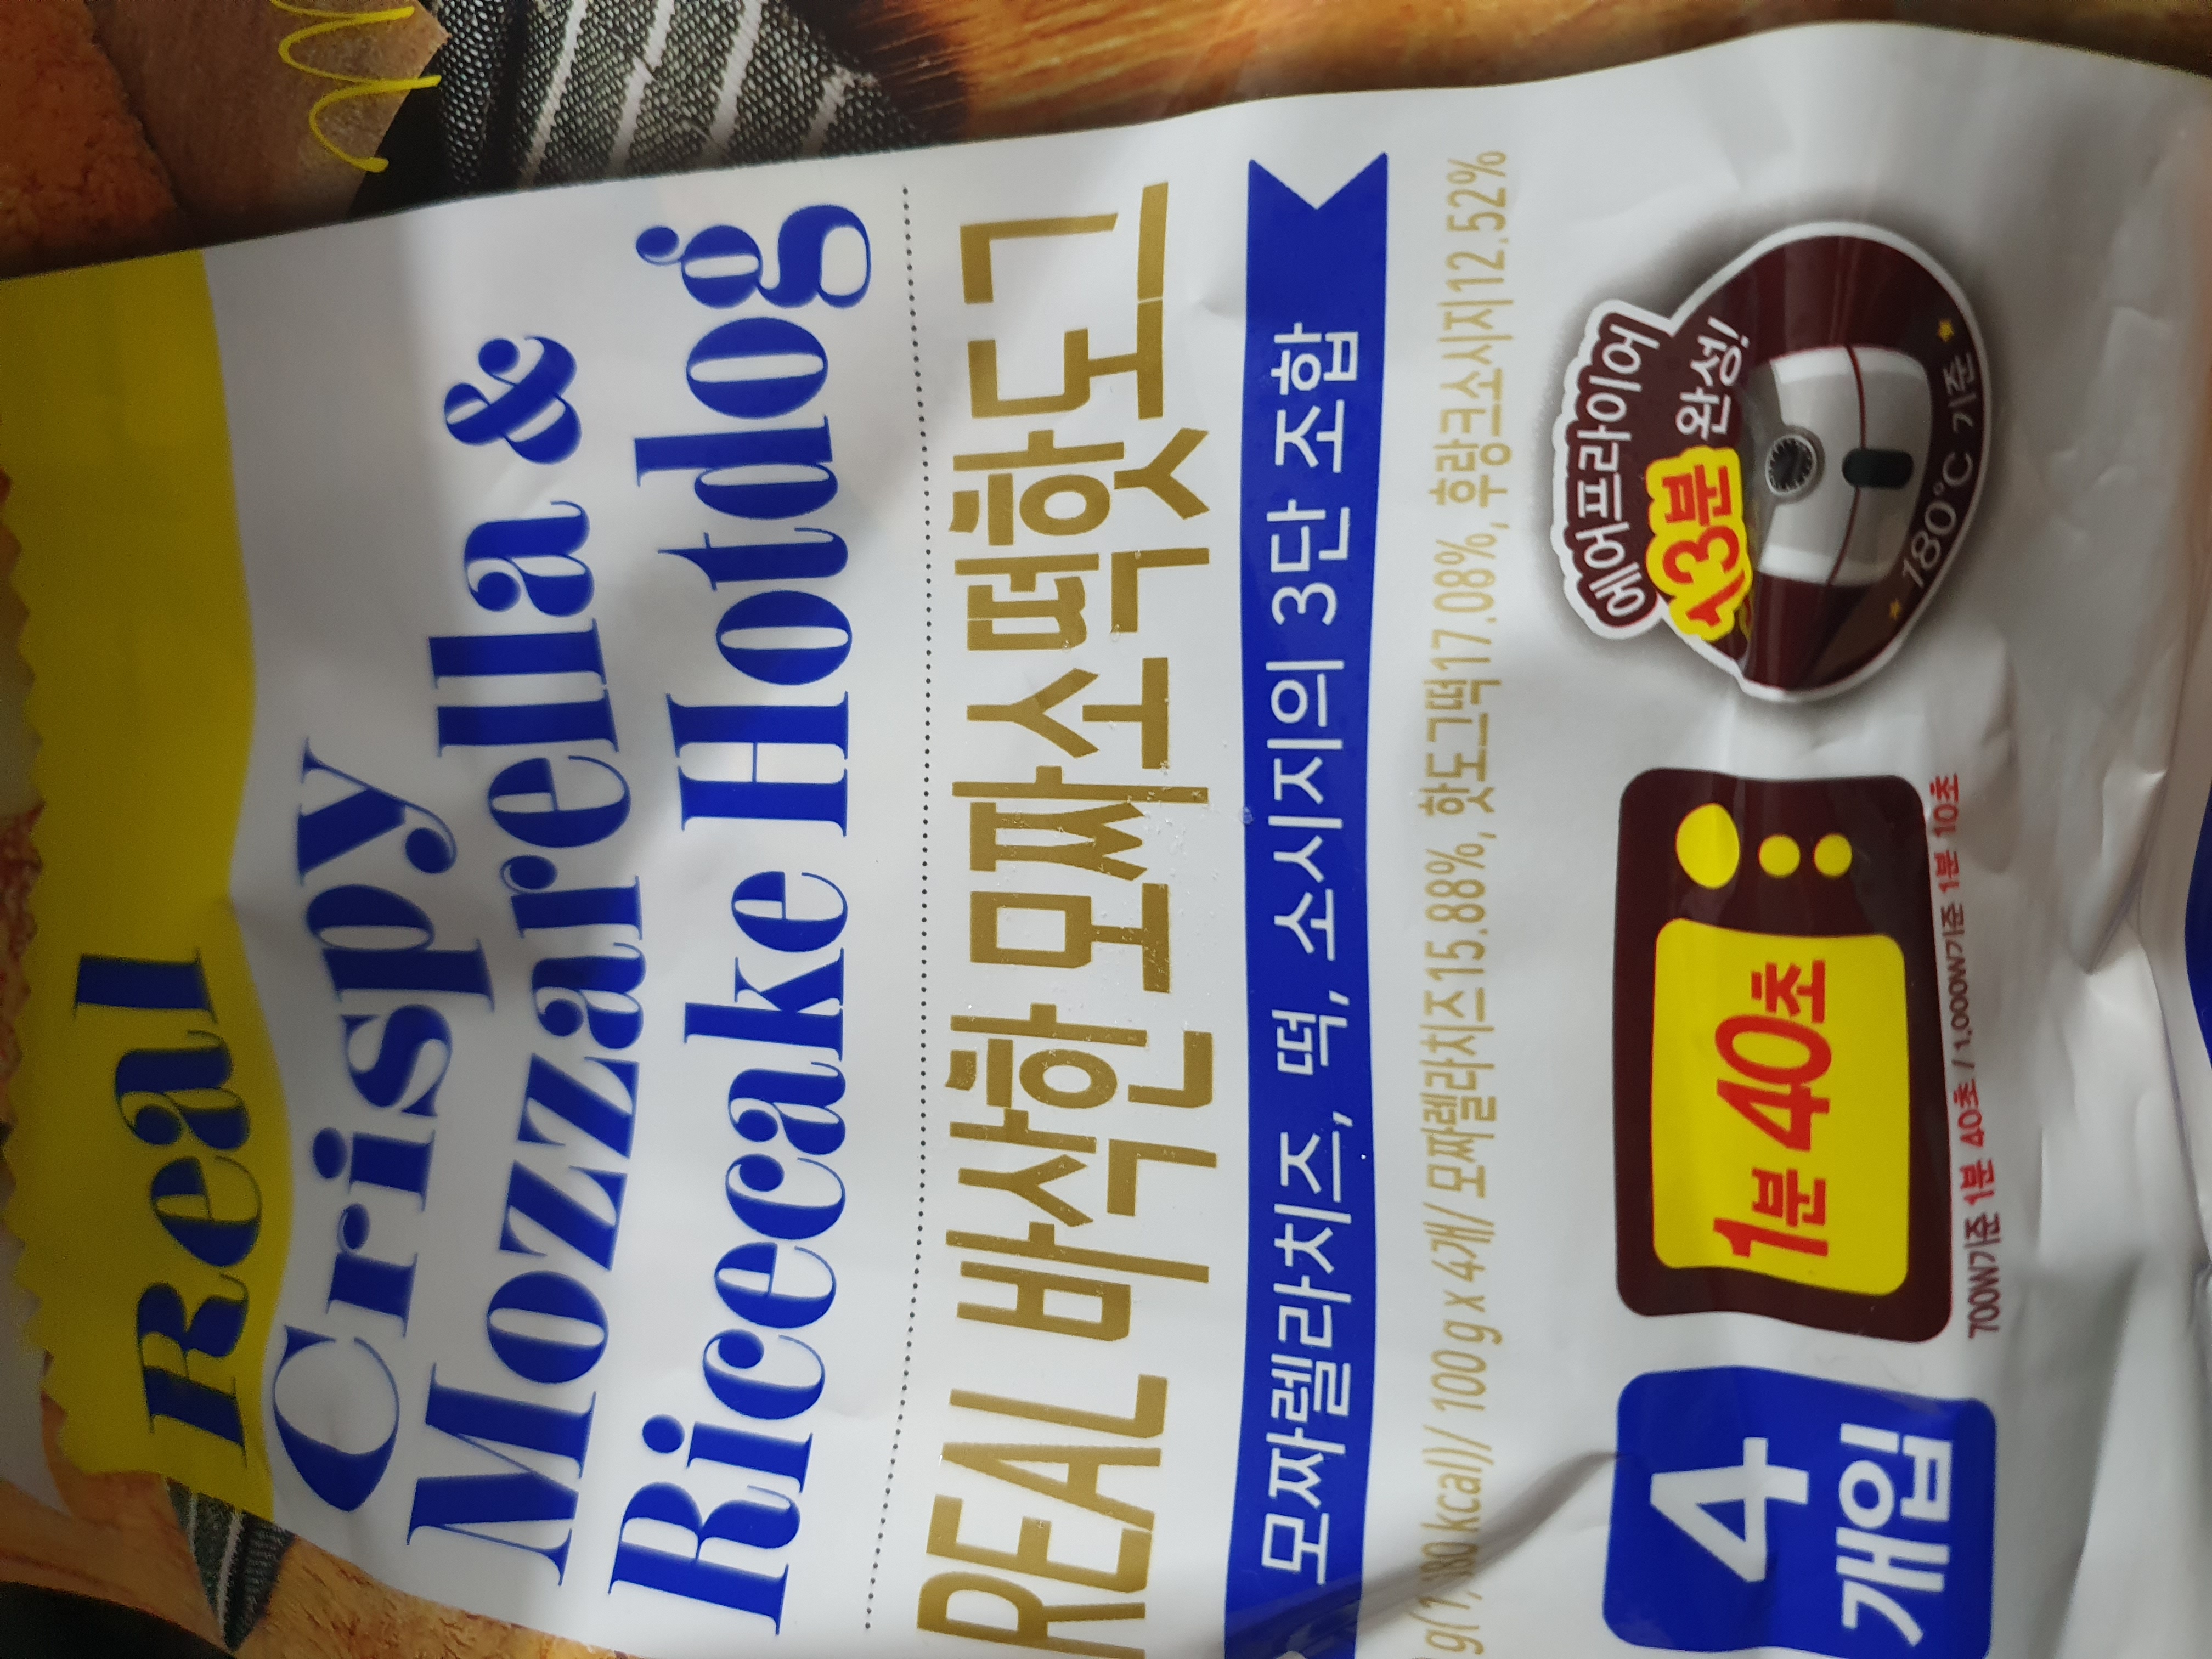 Real
Crispy
Mozzarella &
Ricecake Hotdog
REAL 바삭한 모짜소떡핫도그
모짜렐라치즈, 떡, 소시지의 3단 조합
g(1,180 kcal)/ 100 g x 4개/ 모짜렐라치즈15.88%, 핫도그떡17.08%, 후랑크소시지12.52%
4
개입
1분 40초
700W기준 1분 40초 / 1,000W기준 1분 10초
에어프라이어
13분 완성!
180°C 기준